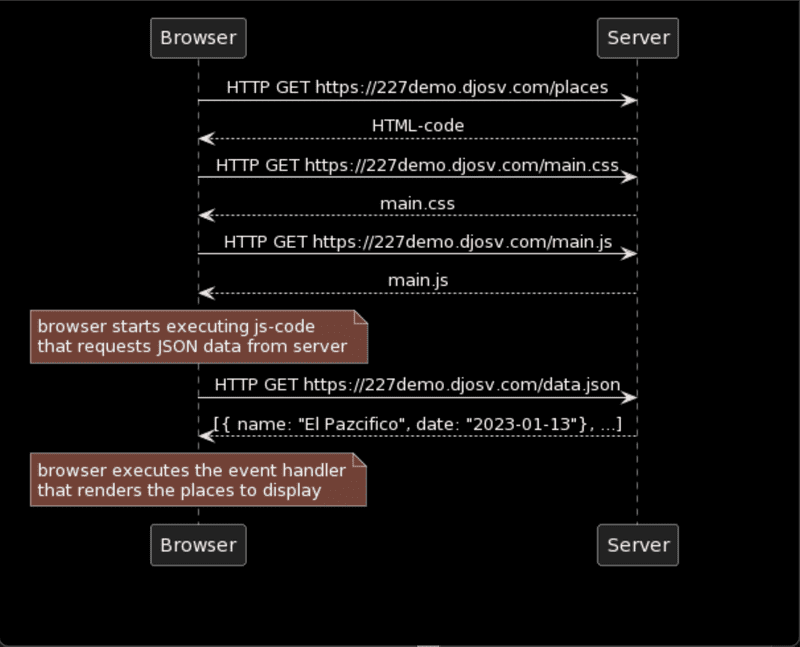 Browser Server
HTTP GET https://227demo.djosv.com/places
HTML-code
HTTP GET https://227demo.djosv.com/main.css
main.css
HTTP GET https://227demo.djosv.com/main.js
main.js
browser starts executing js-code
that requests JSON data from server
HTTP GET https://227demo.djosv.com/data.json
[{ name: "El Pazcifico", date: "2023-01-13"}, ...]
browser executes the event handler
that renders the places to display
Browser Server